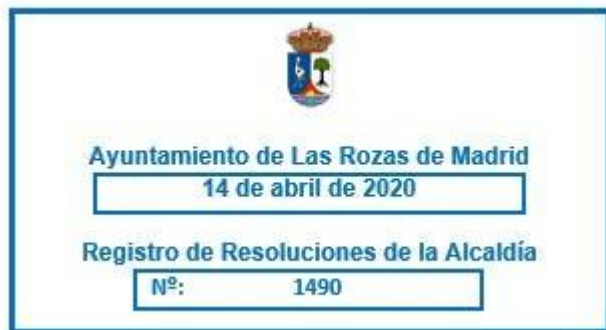 Ayuntamiento de Las Rozas de Madrid
14 de abril de 2020
Registro de Resoluciones de la Alcaldía
Nº: 1490